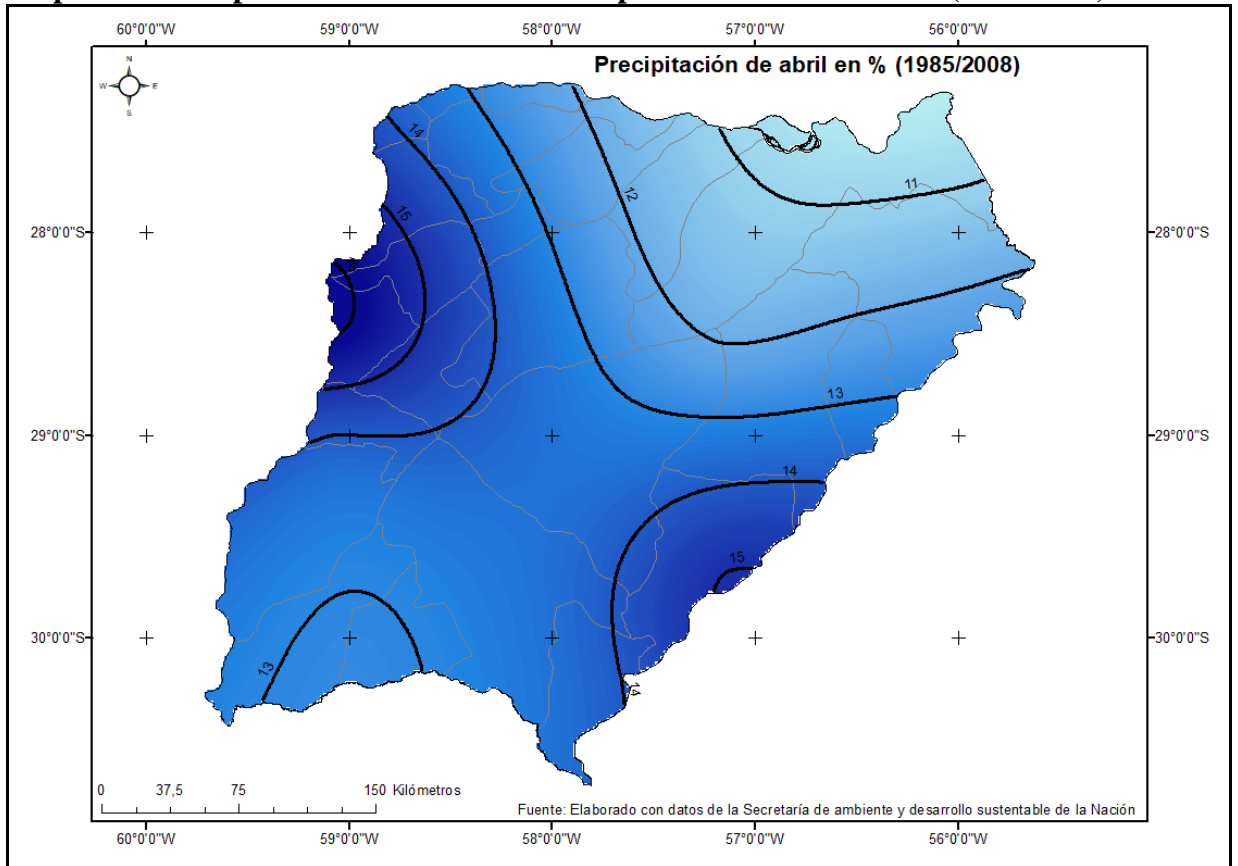 60°0'0"W 59°0'0"W 58°0'0"W 57°0'0"W 56°0'0"W
Precipitación de abril en % (1985/2008)
N
W E
S
14
15
12
11
28°0'0"S 28°0'0"S
13
29°0'0"S 29°0'0"S
14
15
30°0'0"S 30°0'0"S
13
14
0 37,5 75 150 Kilómetros
Fuente: Elaborado con datos de la Secretaría de ambiente y desarrollo sustentable de la Nación
60°0'0"W 59°0'0"W 58°0'0"W 57°0'0"W 56°0'0"W